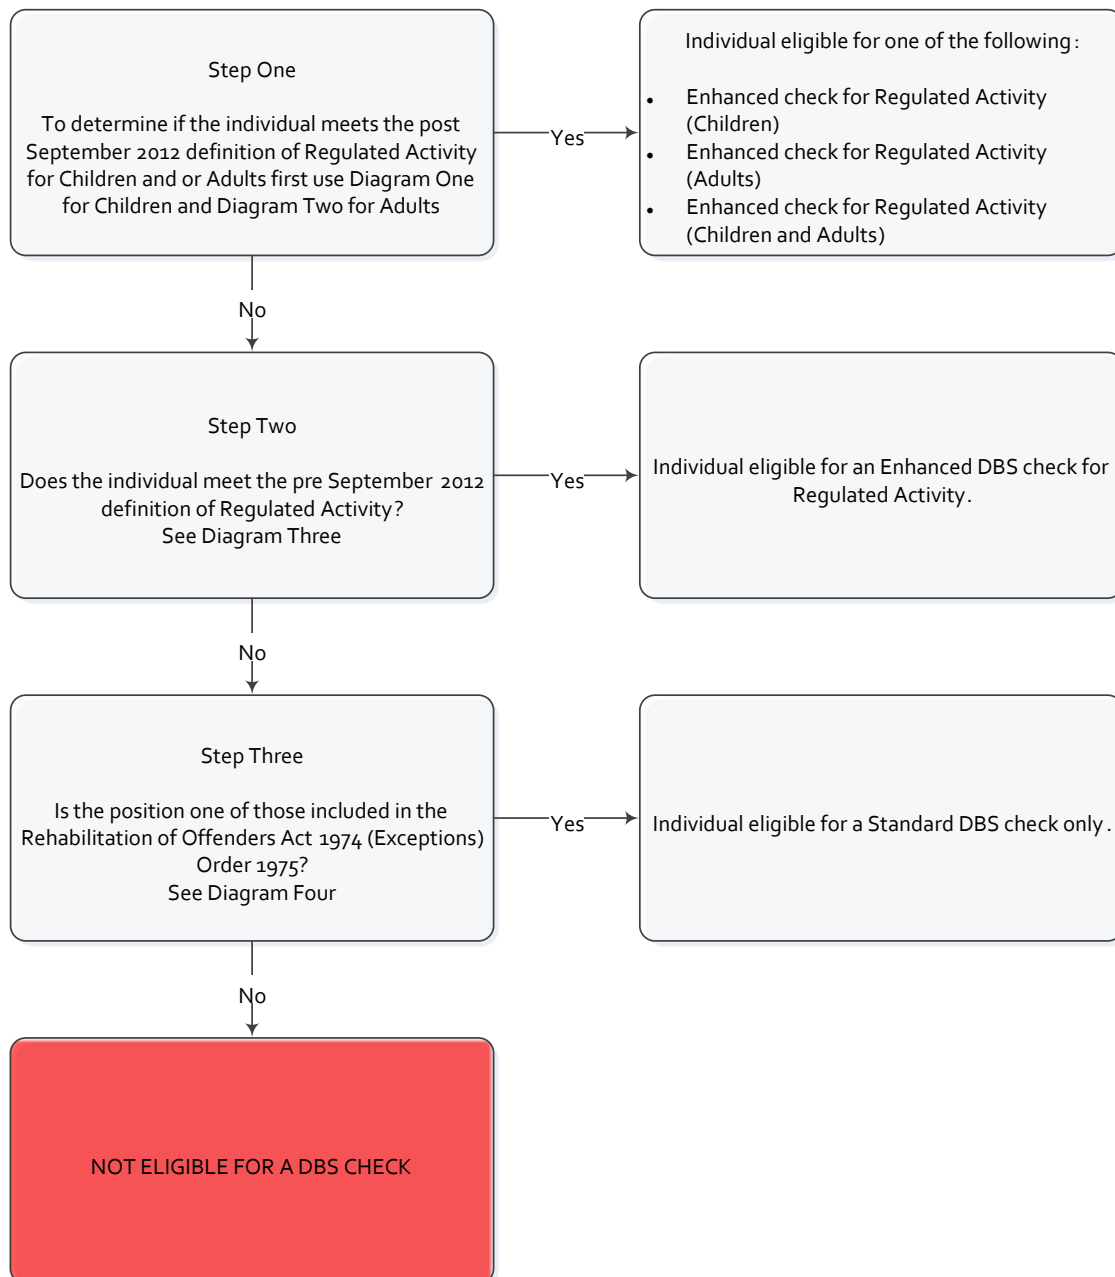 Step One
To determine if the individual meets the post
September 2012 definition of Regulated Activity
for Children and or Adults first use Diagram One
for Children and Diagram Two for Adults
Yes
Individual eligible for one of the following:
• Enhanced check for Regulated Activity
(Children)
• Enhanced check for Regulated Activity
(Adults)
• Enhanced check for Regulated Activity
(Children and Adults)
No
Step Two
Does the individual meet the pre September 2012
definition of Regulated Activity?
See Diagram Three
Yes
Individual eligible for an Enhanced DBS check for
Regulated Activity.
No
Step Three
Is the position one of those included in the
Rehabilitation of Offenders Act 1974 (Exceptions)
Order 1975?
See Diagram Four
Yes
Individual eligible for a Standard DBS check only.
No
NOT ELIGIBLE FOR A DBS CHECK